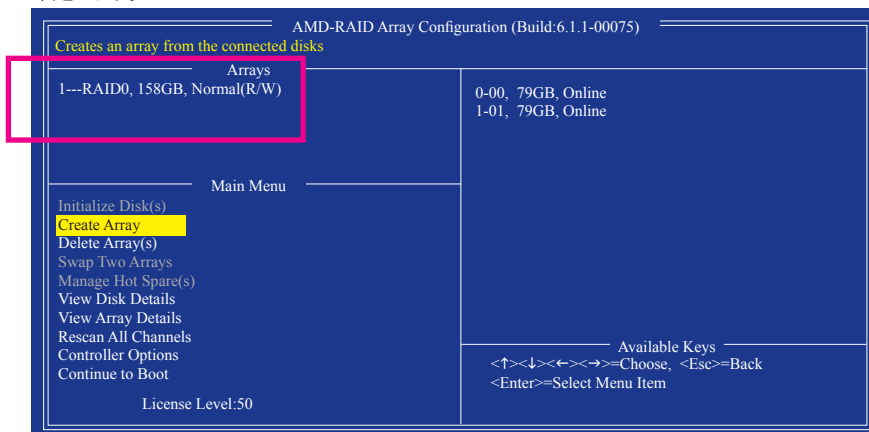 AMD-RAID Array Configuration (Build:6.1.1-00075)
Creates an array from the connected disks
Arrays
1---RAID0, 158GB, Normal(R/W)
0-00, 79GB, Online
1-01, 79GB, Online
Main Menu
Initialize Disk(s)
Create Array
Delete Array(s)
Swap Two Arrays
Manage Hot Spare(s)
View Disk Details
View Array Details
Rescan All Channels
Controller Options
Continue to Boot
License Level:50
Available Keys
<↑><↓><←><→>=Choose, <Esc>=Back
<Enter>=Select Menu Item